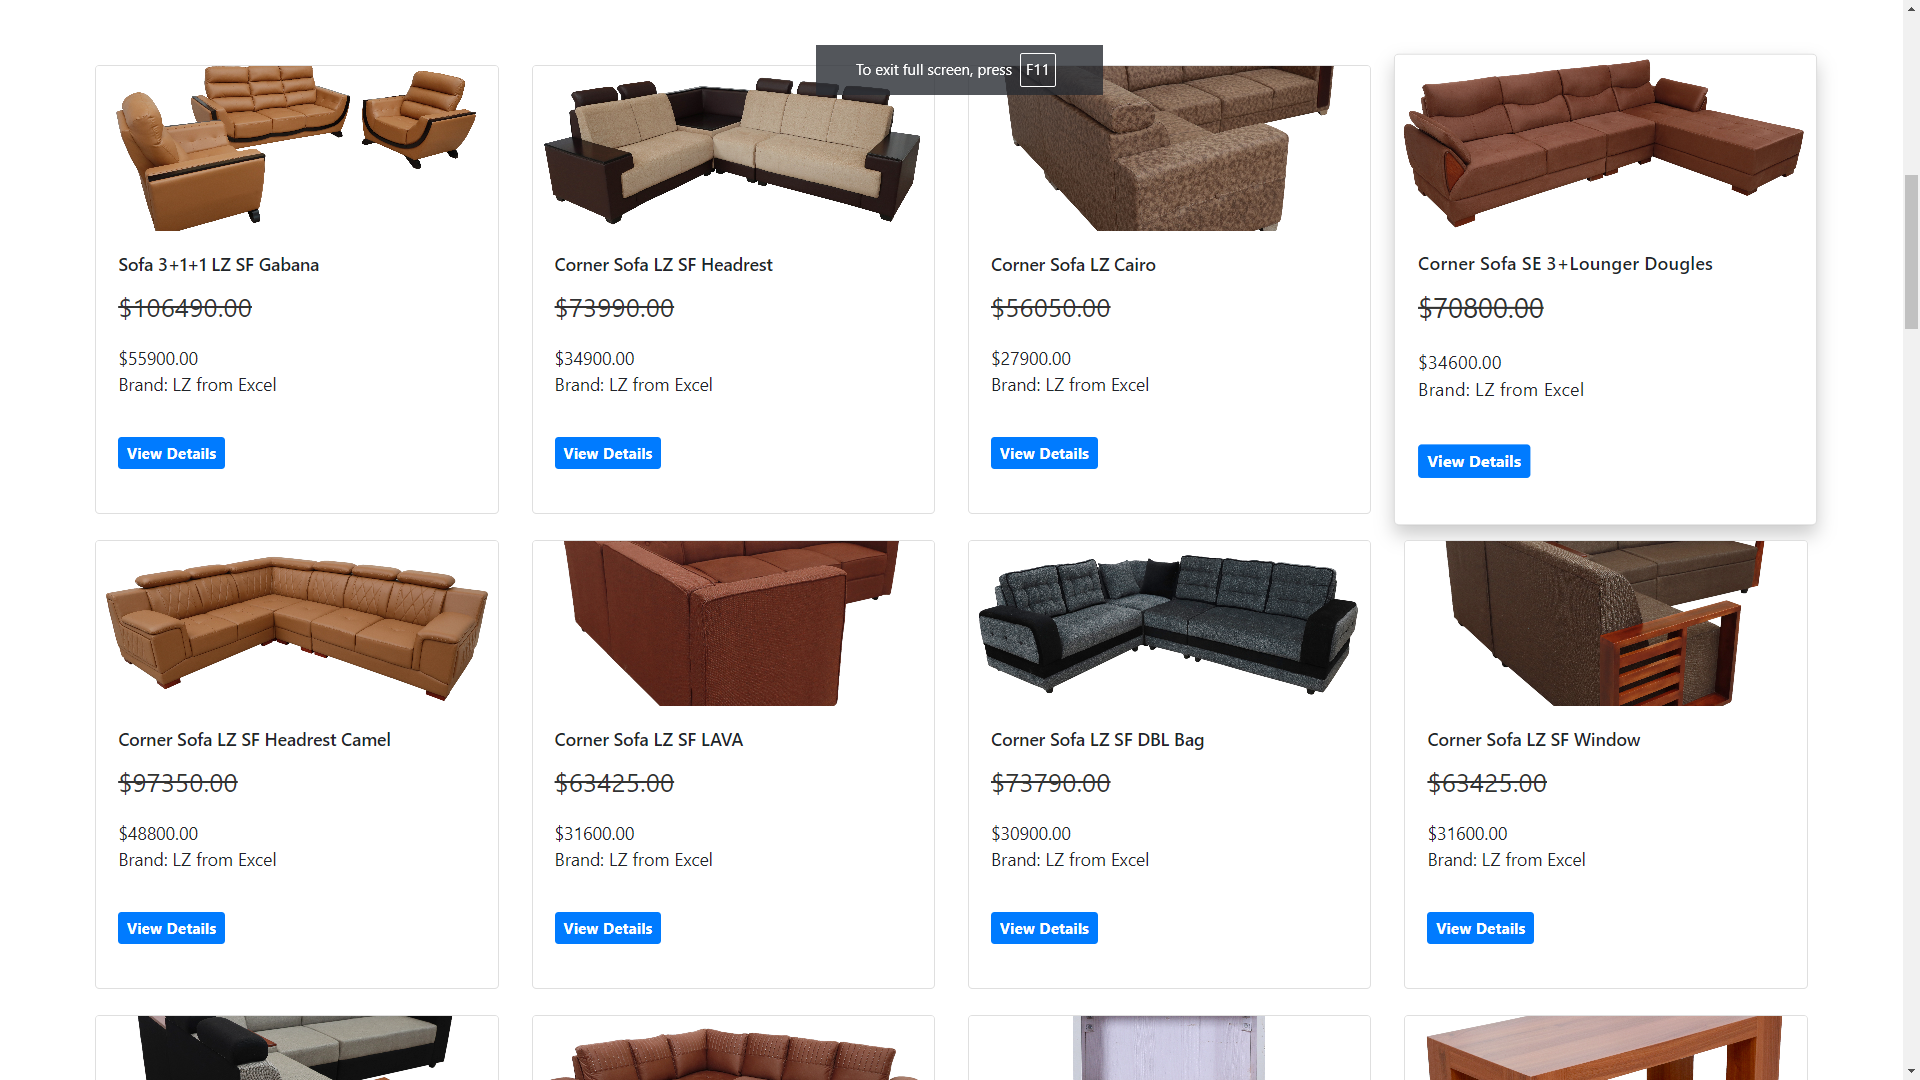 To exit full screen, press F11
Sofa 3+1+1 LZ SF Gabana
$106490.00
$55900.00
Brand: LZ from Excel
View Details
Corner Sofa LZ SF Headrest
$73990.00
$34900.00
Brand: LZ from Excel
View Details
Corner Sofa LZ Cairo
$56050.00
$27900.00
Brand: LZ from Excel
View Details
Corner Sofa SE 3+Lounger Dougles
$70800.00
$34600.00
Brand: LZ from Excel
View Details
Corner Sofa LZ SF Headrest Camel
$97350.00
$48800.00
Brand: LZ from Excel
View Details
Corner Sofa LZ SF LAVA
$63425.00
$31600.00
Brand: LZ from Excel
View Details
Corner Sofa LZ SF DBL Bag
$73790.00
$30900.00
Brand: LZ from Excel
View Details
Corner Sofa LZ SF Window
$63425.00
$31600.00
Brand: LZ from Excel
View Details